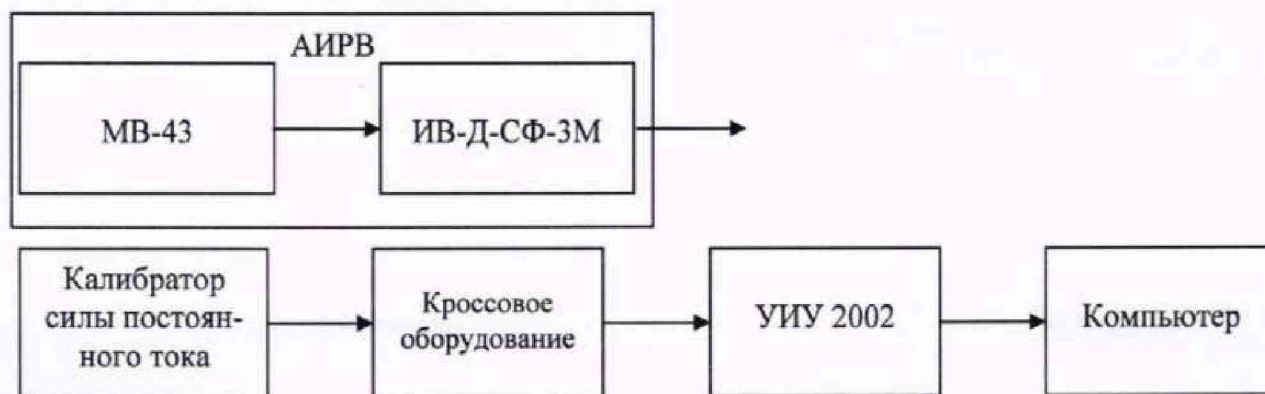 АИРВ
МВ-43
ИВ-Д-СФ-3М
Калибратор
силы постоян-
ного тока
Кроссовое
оборудование
УИУ 2002
Компьютер